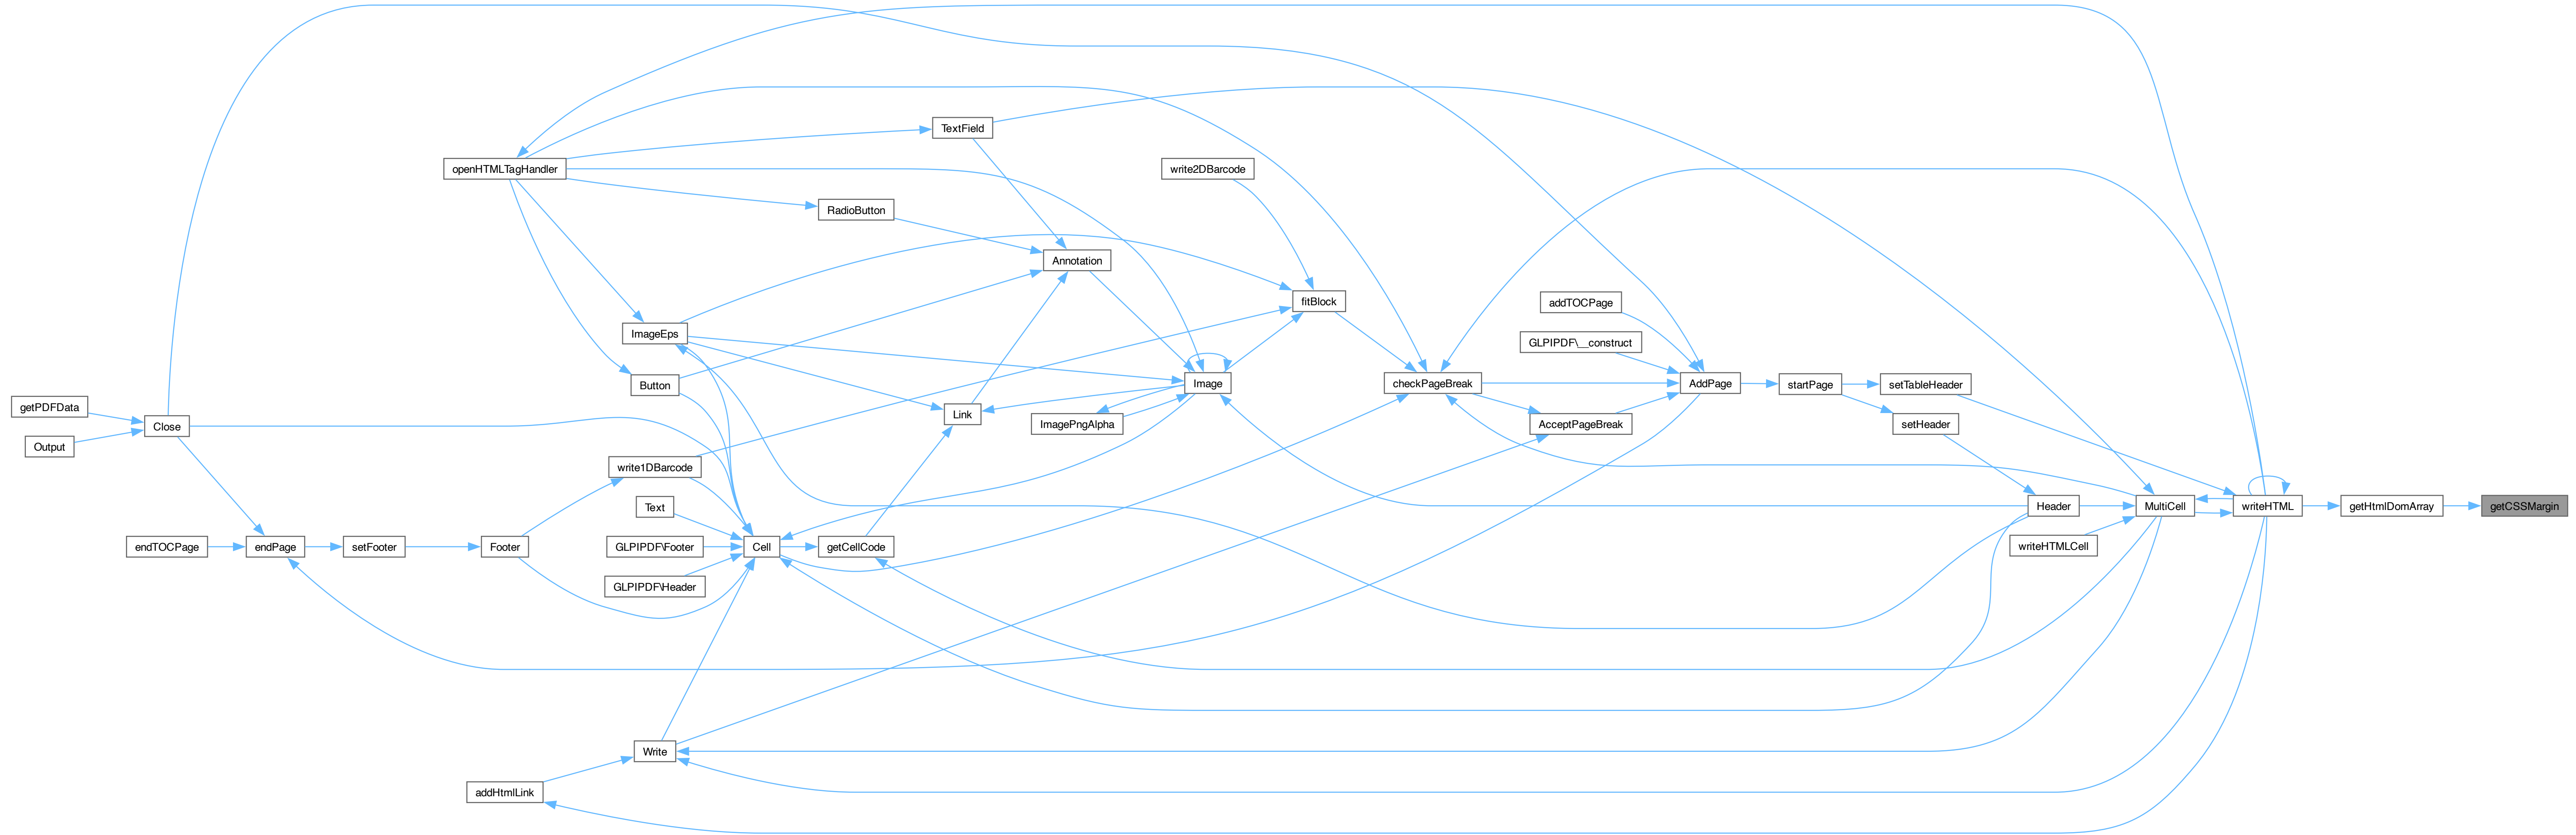 getPDFData
Output
Close
endTOCPage
endPage
setFooter
openHTMLTagHandler
Footer
addHtmlLink
ImageEps
Button
write1DBarcode
Text
GLPIPDF\Footer
GLPIPDF\Header
Write
Cell
TextField
RadioButton
getCellCode
Link
Annotation
ImagePngAlpha
write2DBarcode
Image
fitBlock
checkPageBreak
addTOCPage
GLPIPDF\__construct
AcceptPageBreak
AddPage
startPage
setTableHeader
setHeader
Header
writeHTMLCell
MultiCell
writeHTML
getHtmlDomArray
getCSSMargin